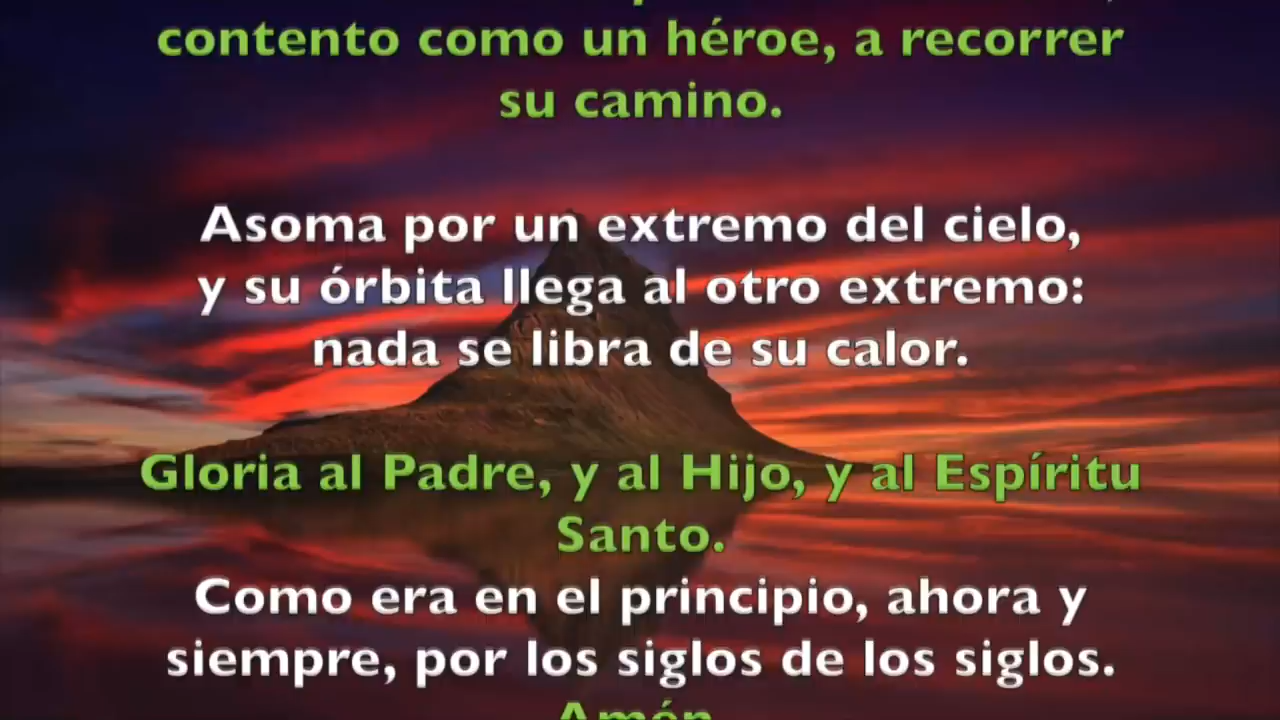 contento como un héroe, a recorrer
su camino.
Asoma por un extremo del cielo,
y su órbita llega al otro extremo:
nada se libra de su calor.
Gloria al Padre, y al Hijo, y al Espíritu
Santo.
Como era en el principio, ahora y
siempre, por los siglos de los siglos.
Amén.